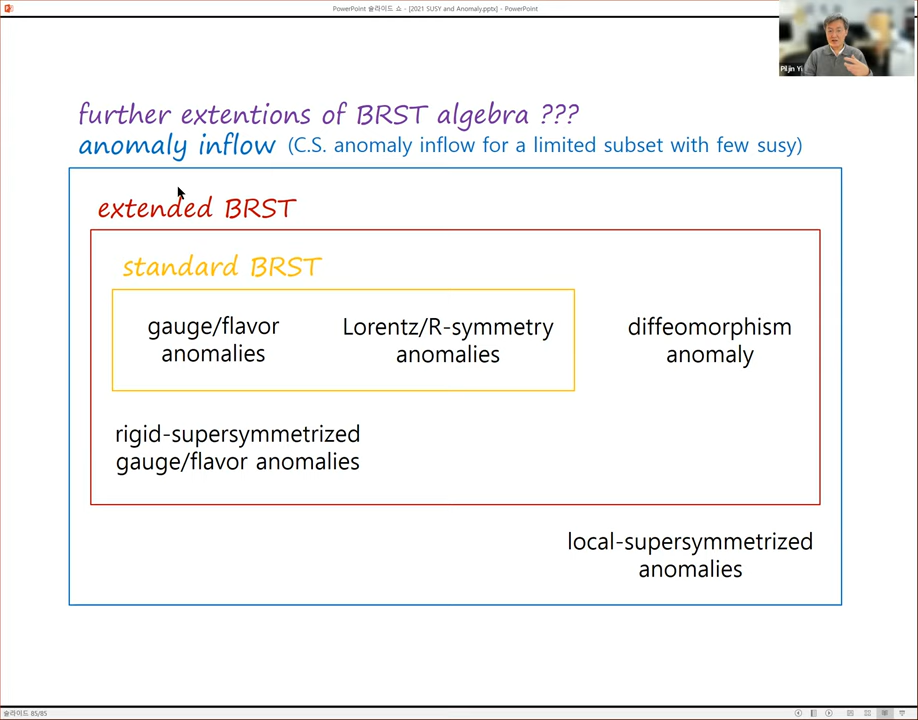 PowerPoint 슬라이드 쇼 - [2021 SUSY and Anomaly.pptx] - PowerPoint
Piljin Yi
further extentions of BRST algebra ???
anomaly inflow (C.S. anomaly inflow for a limited subset with few susy)
extended BRST
standard BRST
gauge/flavor
anomalies
Lorentz/R-symmetry
anomalies
diffeomorphism
anomaly
rigid-supersymmetrized
gauge/flavor anomalies
local-supersymmetrized
anomalies
슬라이드 85/85